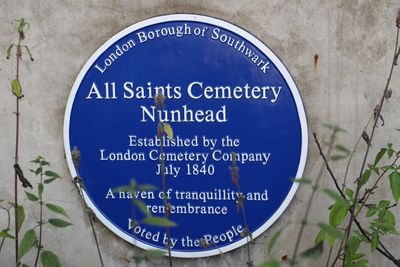 London Borough of Southwark
All Saints Cemetery
Nunhead
Established by the
London Cemetery Company
July 1840
A haven of tranquillity and
remembrance
Voted by the People